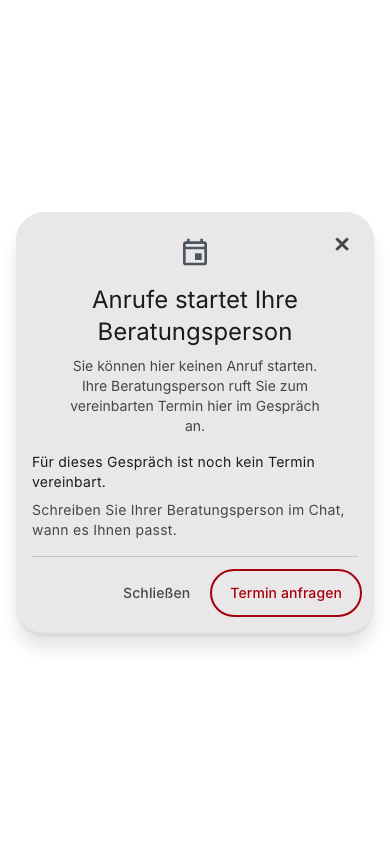 Anrufe startet Ihre
Beratungsperson
Sie können hier keinen Anruf starten.
Ihre Beratungsperson ruft Sie zum
vereinbarten Termin hier im Gespräch
an.
Für dieses Gespräch ist noch kein Termin
vereinbart.
Schreiben Sie Ihrer Beratungsperson im Chat,
wann es Ihnen passt.
Schließen
Termin anfragen